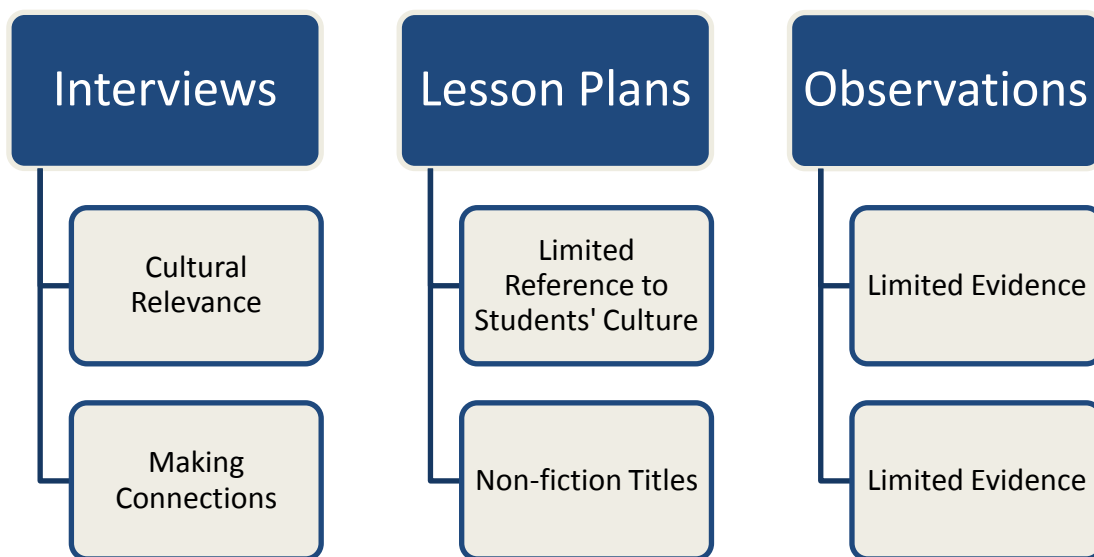 Interviews
Cultural
Relevance
Making
Connections
Lesson Plans
Limited
Reference to
Students' Culture
Non-fiction Titles
Observations
Limited Evidence
Limited Evidence